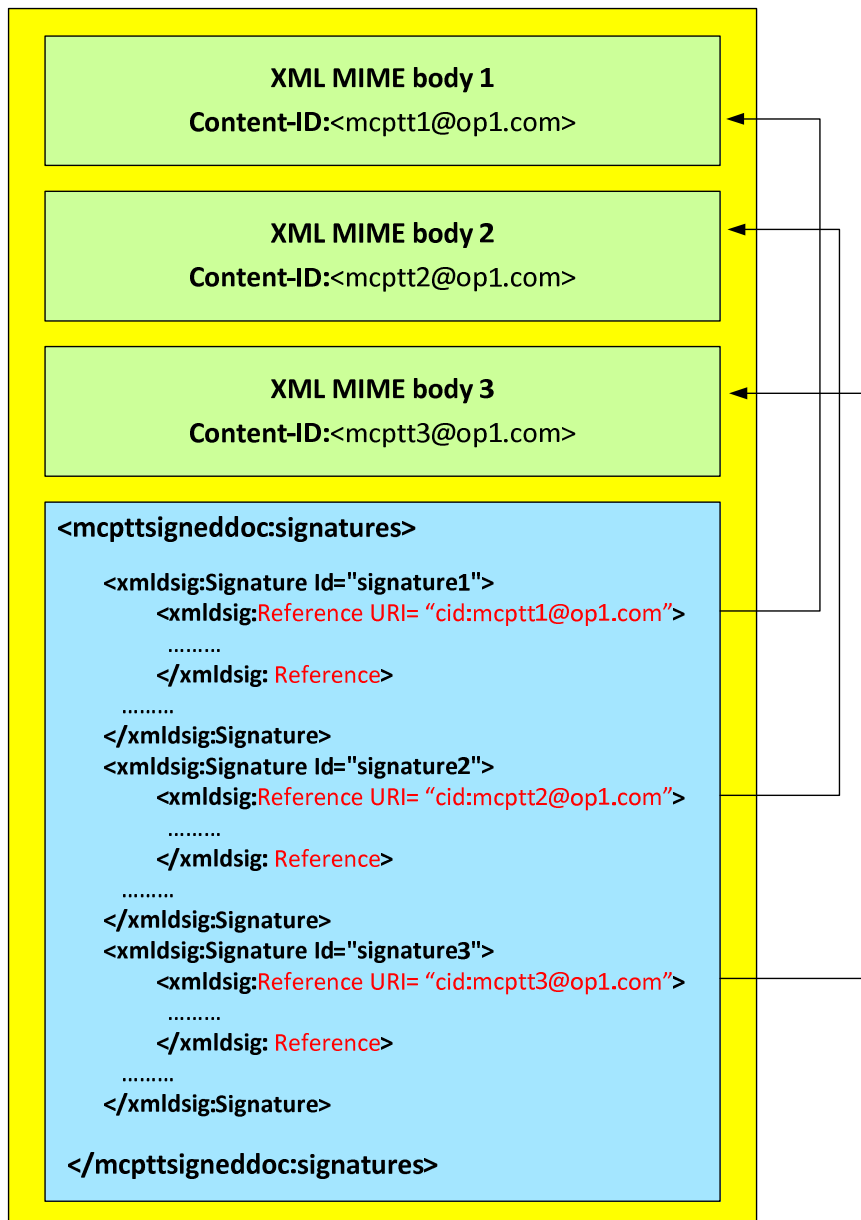 XML MIME body 1
Content-ID:<mcptt1@op1.com>
XML MIME body 2
Content-ID:<mcptt2@op1.com>
XML MIME body 3
Content-ID:<mcptt3@op1.com>
<mcpttsigneddoc:signatures>
<xmldsig:Signature Id="signature1">
<xmldsig:Reference URI= “cid:mcptt1@op1.com”>
.........
</xmldsig: Reference>
.........
</xmldsig:Signature>
<xmldsig:Signature Id="signature2">
<xmldsig:Reference URI= “cid:mcptt2@op1.com”>
.........
</xmldsig: Reference>
.........
</xmldsig:Signature>
<xmldsig:Signature Id="signature3">
<xmldsig:Reference URI= “cid:mcptt3@op1.com”>
.........
</xmldsig: Reference>
.........
</xmldsig:Signature>
</mcpttsigneddoc:signatures>